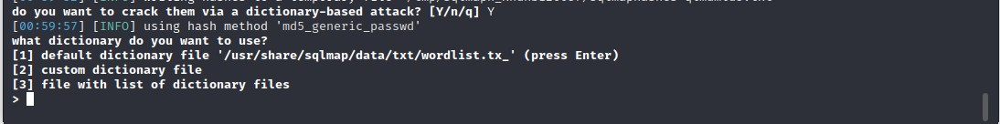 do you want to crack them via a dictionary-based attack? [Y/n/q] Y
[00:59:57] [INFO] using hash method 'md5_generic_passwd'
what dictionary do you want to use?
[1] default dictionary file '/usr/share/sqlmap/data/txt/wordlist.tx_' (press Enter)
[2] custom dictionary file
[3] file with list of dictionary files
>